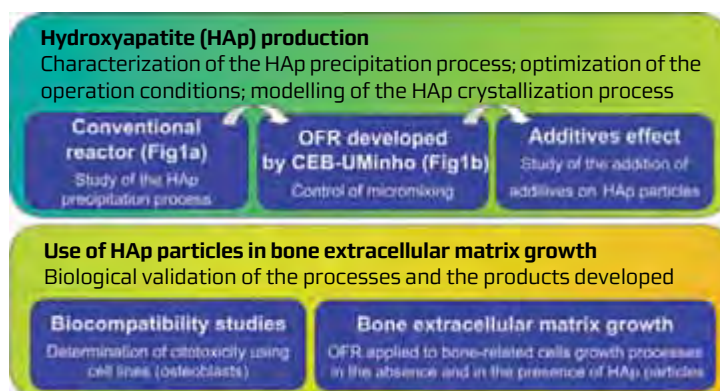 Hydroxyapatite (HAp) production
Characterization of the HAp precipitation process; optimization of the
operation conditions; modelling of the HAp crystallization process
Conventional
reactor (Fig1a)
Study of the HAp
precipitation process
OFR developed
by CEB-UMinho (Fig1b)
Control of micromixing
Additives effect
Study of the addition of
additives on HAp particles
Use of HAp particles in bone extracellular matrix growth
Biological validation of the processes and the products developed
Biocompatibility studies
Determination of citotoxicity using
cell lines (osteoblasts)
Bone extracellular matrix growth
OFR applied to bone-related cells growth processes
in the absence and in the presence of HAp particles